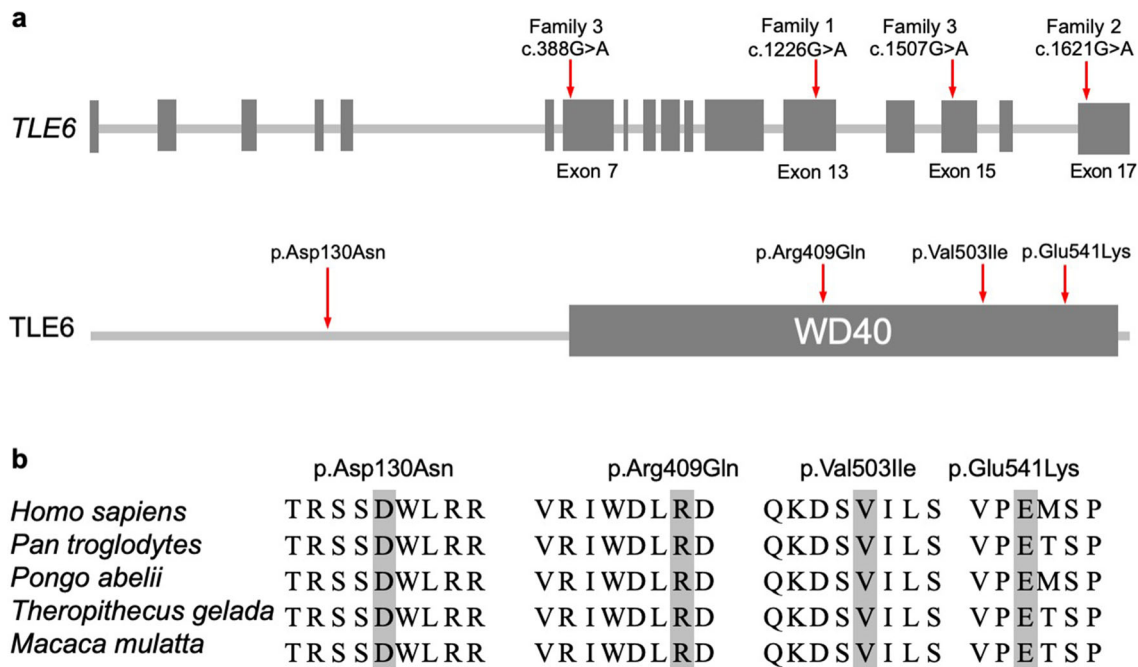 a
Family 3 Family 1 Family 3 Family 2
c.388G>A c.1226G>A c.1507G>A c.1621G>A
TLE6
Exon 7 Exon 13 Exon 15 Exon 17
p.Asp130Asn p.Arg409Gln p.Val503Ile p.Glu541Lys
TLE6 WD40
b
p.Asp130Asn p.Arg409Gln p.Val503Ile p.Glu541Lys
Homo sapiens TRSSDWLRR VRIWDLRD QKDSVILS VPEMSP
Pan troglodytes TRSSDWLRR VRIWDLRD QKDSVILS VPETSP
Pongo abelii TRSSDWLRR VRIWDLRD QKDSVILS VPEMSP
Theropithecus gelada TRSSDWLRR VRIWDLRD QKDSVILS VPETSP
Macaca mulatta TRSSDWLRR VRIWDLRD QKDSVILS VPETSP